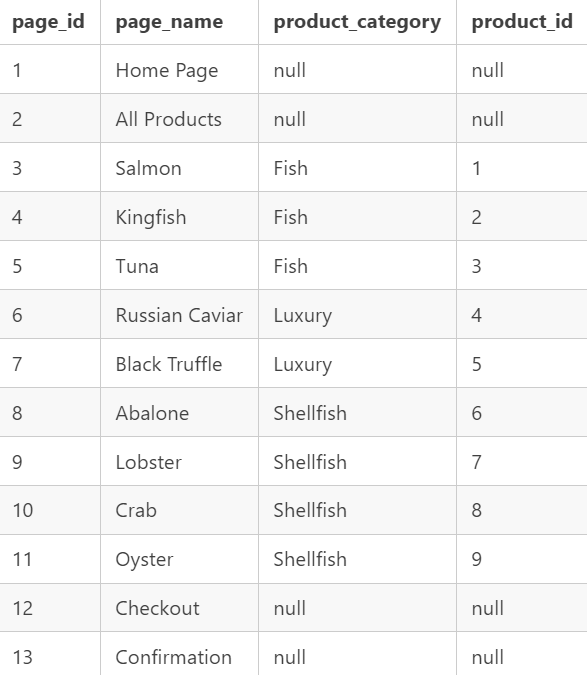 page_id page_name product_category product_id
1 Home Page null null
2 All Products null null
3 Salmon Fish 1
4 Kingfish Fish 2
5 Tuna Fish 3
6 Russian Caviar Luxury 4
7 Black Truffle Luxury 5
8 Abalone Shellfish 6
9 Lobster Shellfish 7
10 Crab Shellfish 8
11 Oyster Shellfish 9
12 Checkout null null
13 Confirmation null null